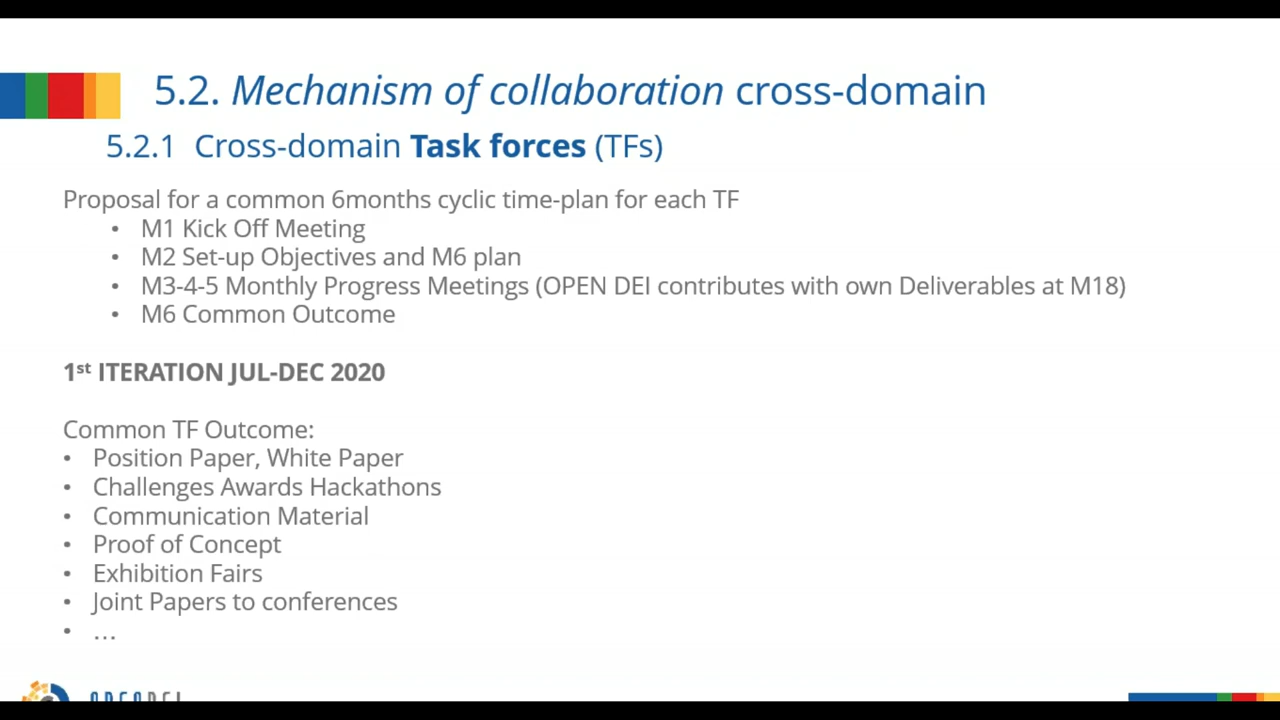 5.2. Mechanism of collaboration cross-domain
5.2.1 Cross-domain Task forces (TFs)
Proposal for a common 6months cyclic time-plan for each TF
• M1 Kick Off Meeting
• M2 Set-up Objectives and M6 plan
• M3-4-5 Monthly Progress Meetings (OPEN DEI contributes with own Deliverables at M18)
• M6 Common Outcome
1st ITERATION JUL-DEC 2020
Common TF Outcome:
• Position Paper, White Paper
• Challenges Awards Hackathons
• Communication Material
• Proof of Concept
• Exhibition Fairs
• Joint Papers to conferences
• …